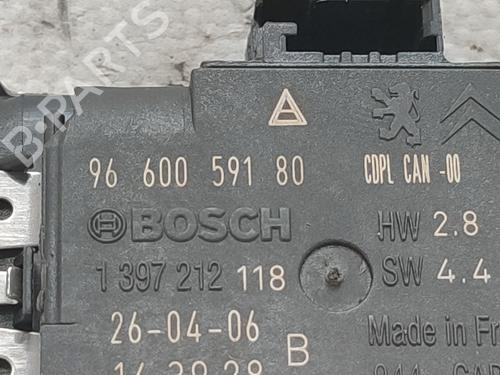 B-PARTS
96 600 591 80
CDPL CAN -00
BOSCH
HW 2.8
1 397 212 118
SW 4.4
26-04-06
Made in Fr
B